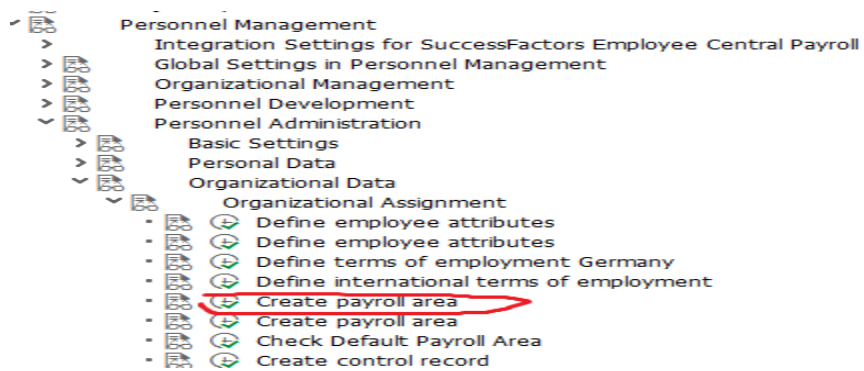 Personnel Management
Integration Settings for SuccessFactors Employee Central Payroll
Global Settings in Personnel Management
Organizational Management
Personnel Development
Personnel Administration
Basic Settings
Personal Data
Organizational Data
Organizational Assignment
Define employee attributes
Define employee attributes
Define terms of employment Germany
Define international terms of employment
Create payroll area
Create payroll area
Check Default Payroll Area
Create control record